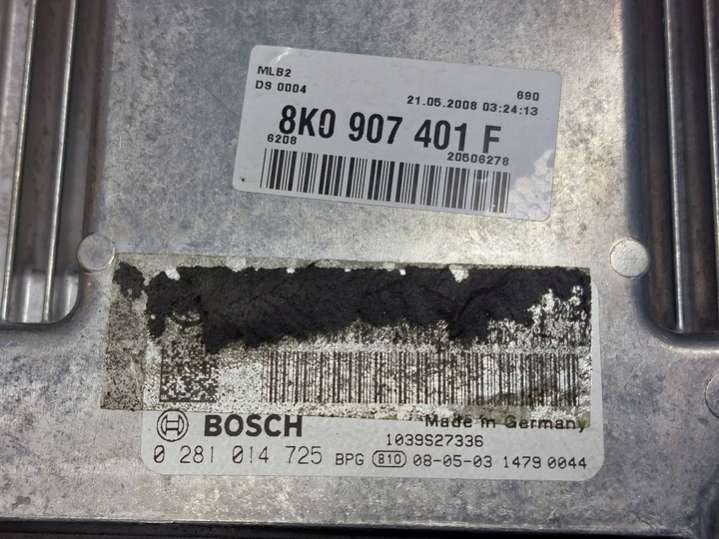 MLB2
DS 0004
690
21.05.2008 03:24:13
8K0 907 401 F
6208
20506278
BOSCH
Made in Germany
1039S27336
0 281 014 725 BPG 810 08-05-03 1479 0044